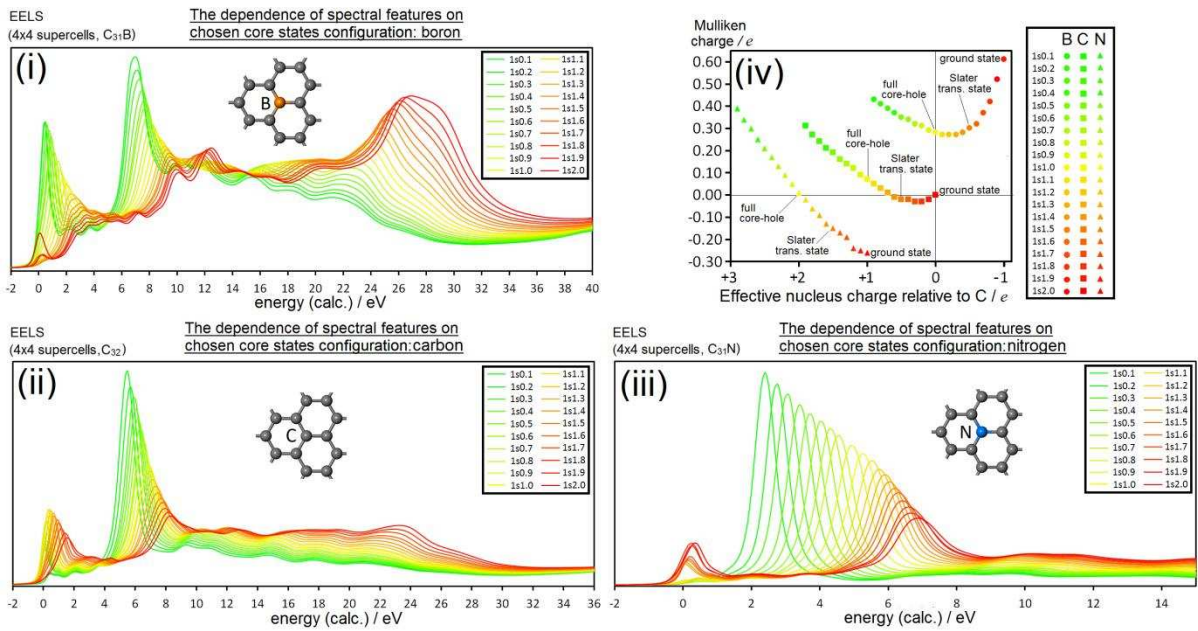 EELS
(4x4 supercells, C31B)
The dependence of spectral features on
chosen core states configuration: boron
(i)
B
1s0.1 1s1.1
1s0.2 1s1.2
1s0.3 1s1.3
1s0.4 1s1.4
1s0.5 1s1.5
1s0.6 1s1.6
1s0.7 1s1.7
1s0.8 1s1.8
1s0.9 1s1.9
1s1.0 1s2.0
-2 0 2 4 6 8 10 12 14 16 18 20 22 24 26 28 30 32 34 36 38 40
energy (calc.) / eV
Mulliken
charge / e
(iv)
0.60
0.50
0.40
0.30
0.20
0.10
0.00
-0.10
-0.20
-0.30
ground state
Slater
trans. state
full
core-hole
full
core-hole
Slater
trans. state
ground state
full
core-hole
Slater
trans. state
ground state
+3 +2 +1 0 -1
Effective nucleus charge relative to C / e
B C N
1s0.1
1s0.2
1s0.3
1s0.4
1s0.5
1s0.6
1s0.7
1s0.8
1s0.9
1s1.0
1s1.1
1s1.2
1s1.3
1s1.4
1s1.5
1s1.6
1s1.7
1s1.8
1s1.9
1s2.0
EELS
(4x4 supercells,C32)
The dependence of spectral features on
chosen core states configuration:carbon
(ii)
C
1s0.1 1s1.1
1s0.2 1s1.2
1s0.3 1s1.3
1s0.4 1s1.4
1s0.5 1s1.5
1s0.6 1s1.6
1s0.7 1s1.7
1s0.8 1s1.8
1s0.9 1s1.9
1s1.0 1s2.0
-2 0 2 4 6 8 10 12 14 16 18 20 22 24 26 28 30 32 34 36
energy (calc.) / eV
EELS
(4x4 supercells, C31N)
The dependence of spectral features on
chosen core states configuration:nitrogen
(iii)
N
1s0.1 1s1.1
1s0.2 1s1.2
1s0.3 1s1.3
1s0.4 1s1.4
1s0.5 1s1.5
1s0.6 1s1.6
1s0.7 1s1.7
1s0.8 1s1.8
1s0.9 1s1.9
1s1.0 1s2.0
-2 0 2 4 6 8 10 12 14
energy (calc.) / eV